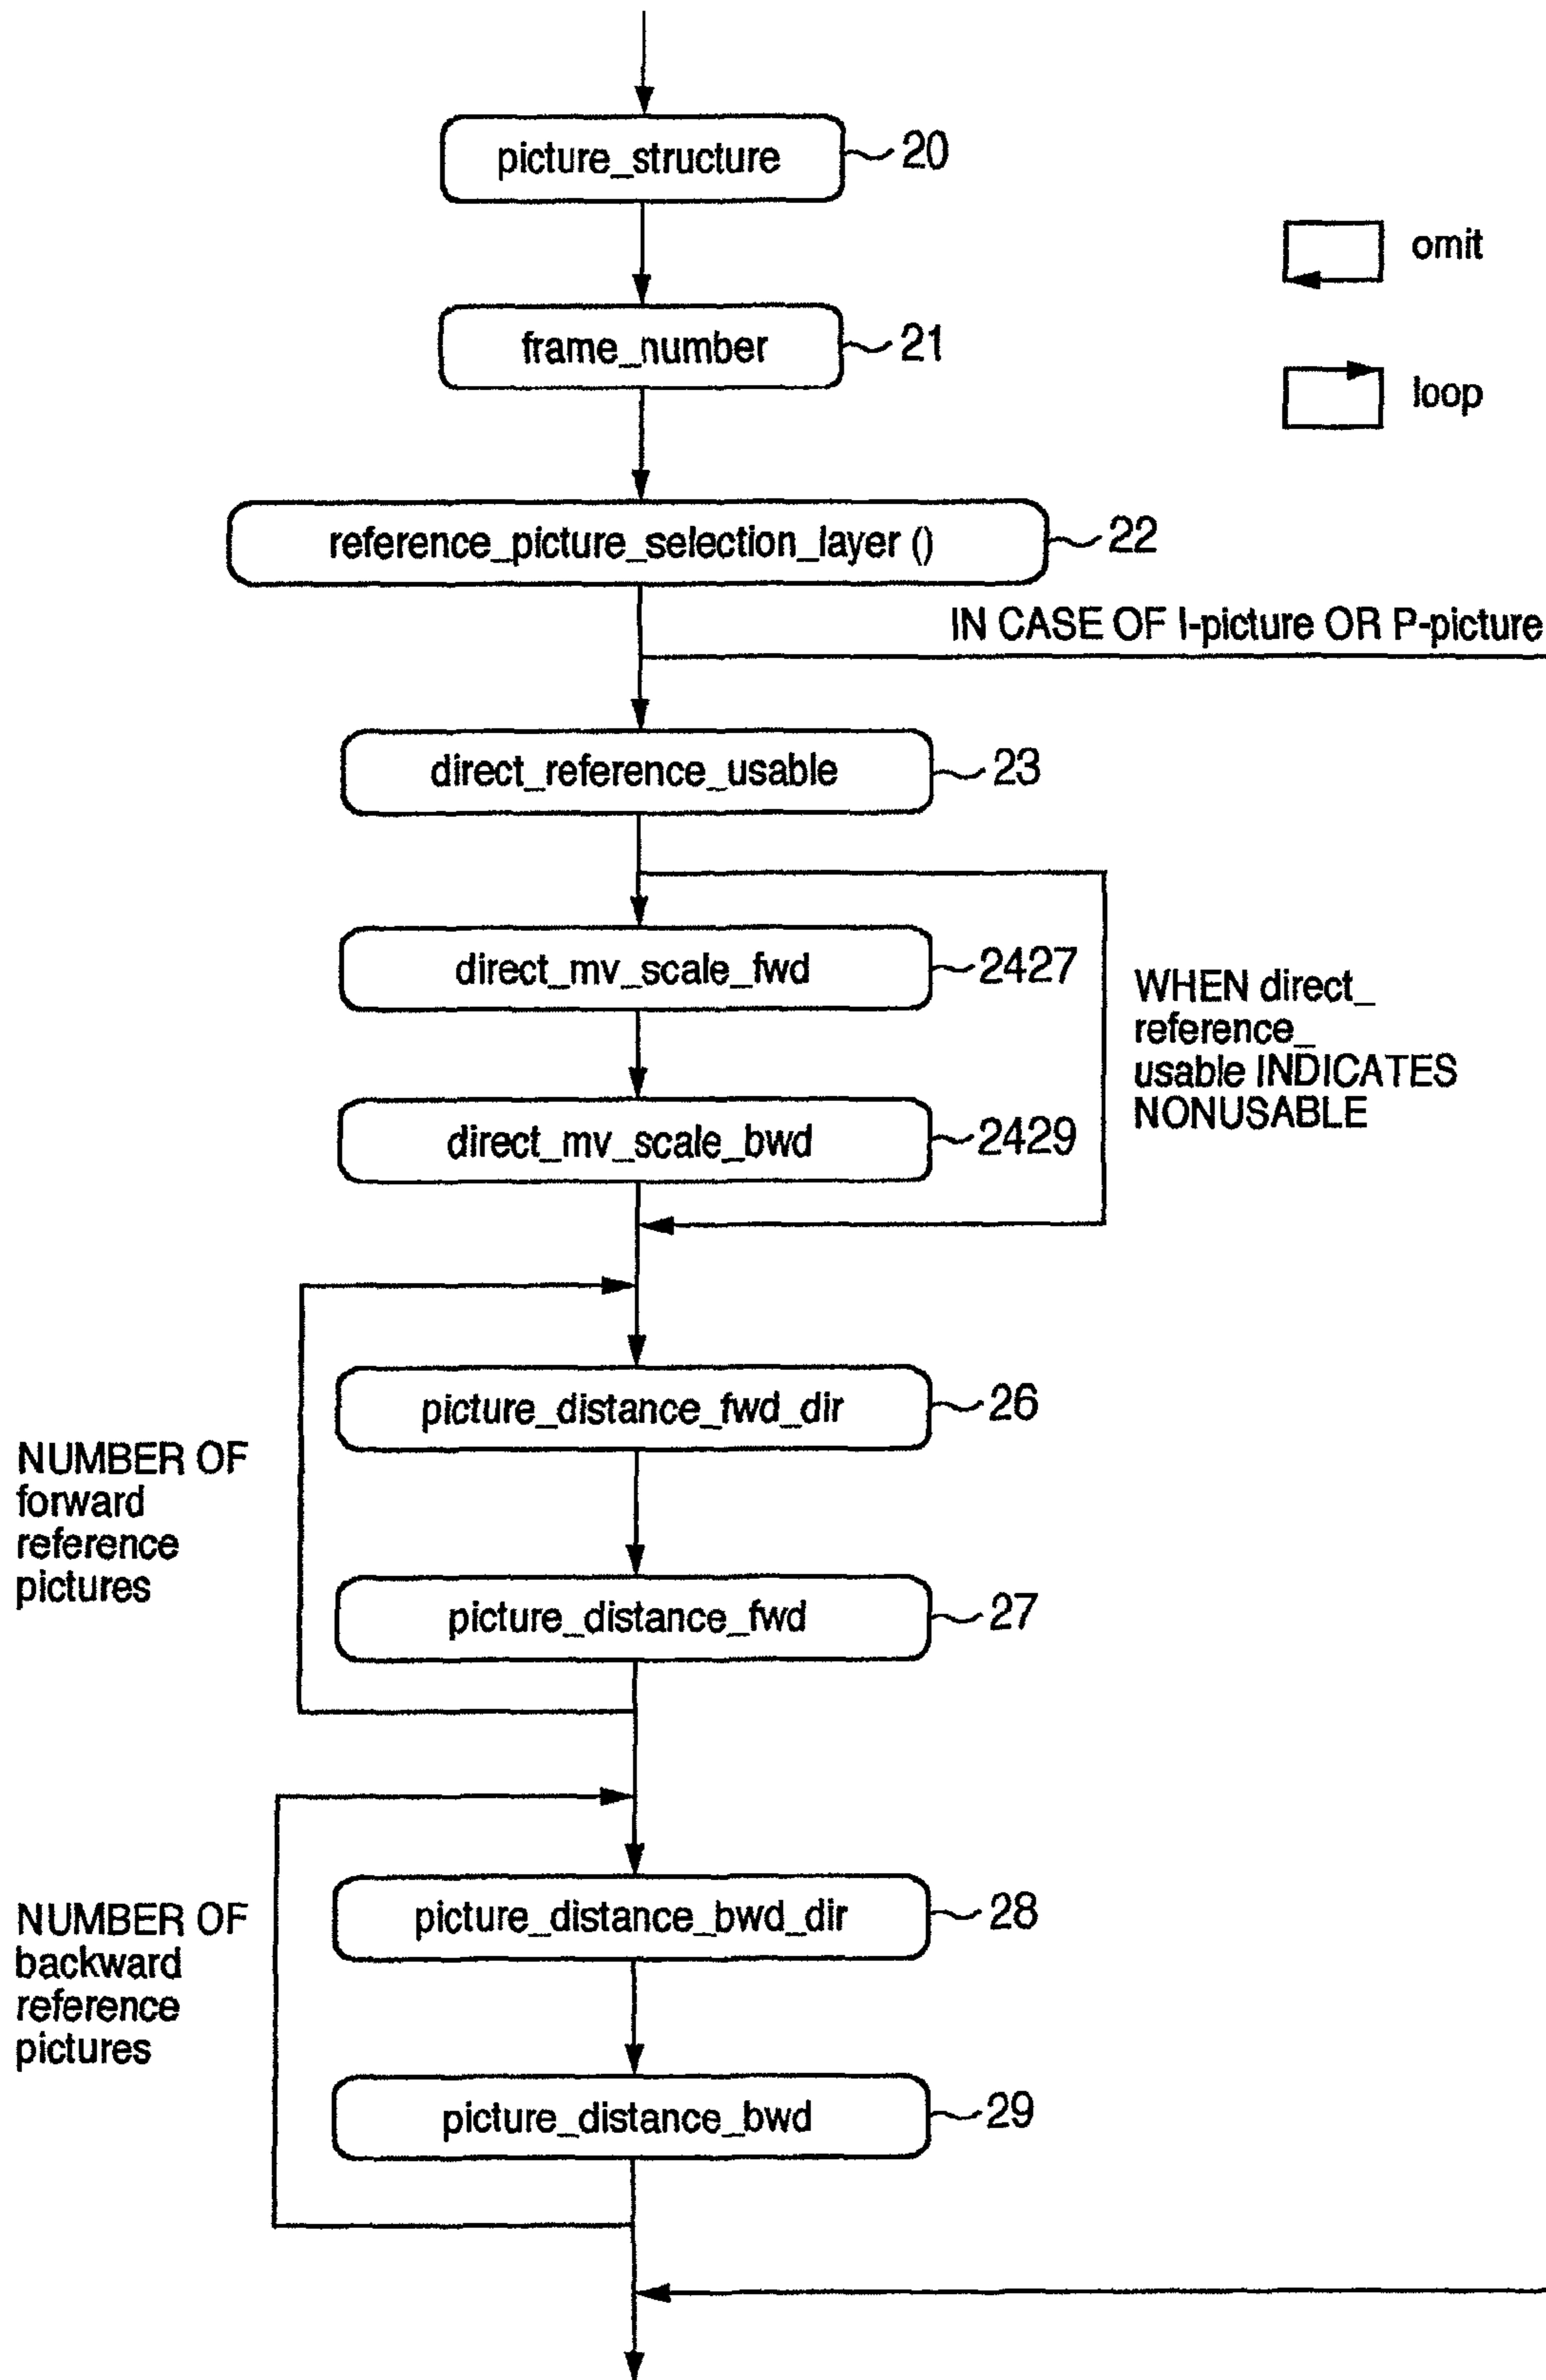 picture_structure 20
frame_number 21
omit
loop
reference_picture_selection_layer () 22
IN CASE OF I-picture OR P-picture
direct_reference_usable 23
direct_mv_scale_fwd 2427
WHEN direct_
reference_
usable INDICATES
NONUSABLE
direct_mv_scale_bwd 2429
picture_distance_fwd_dir 26
NUMBER OF
forward
reference
pictures
picture_distance_fwd 27
picture_distance_bwd_dir 28
NUMBER OF
backward
reference
pictures
picture_distance_bwd 29